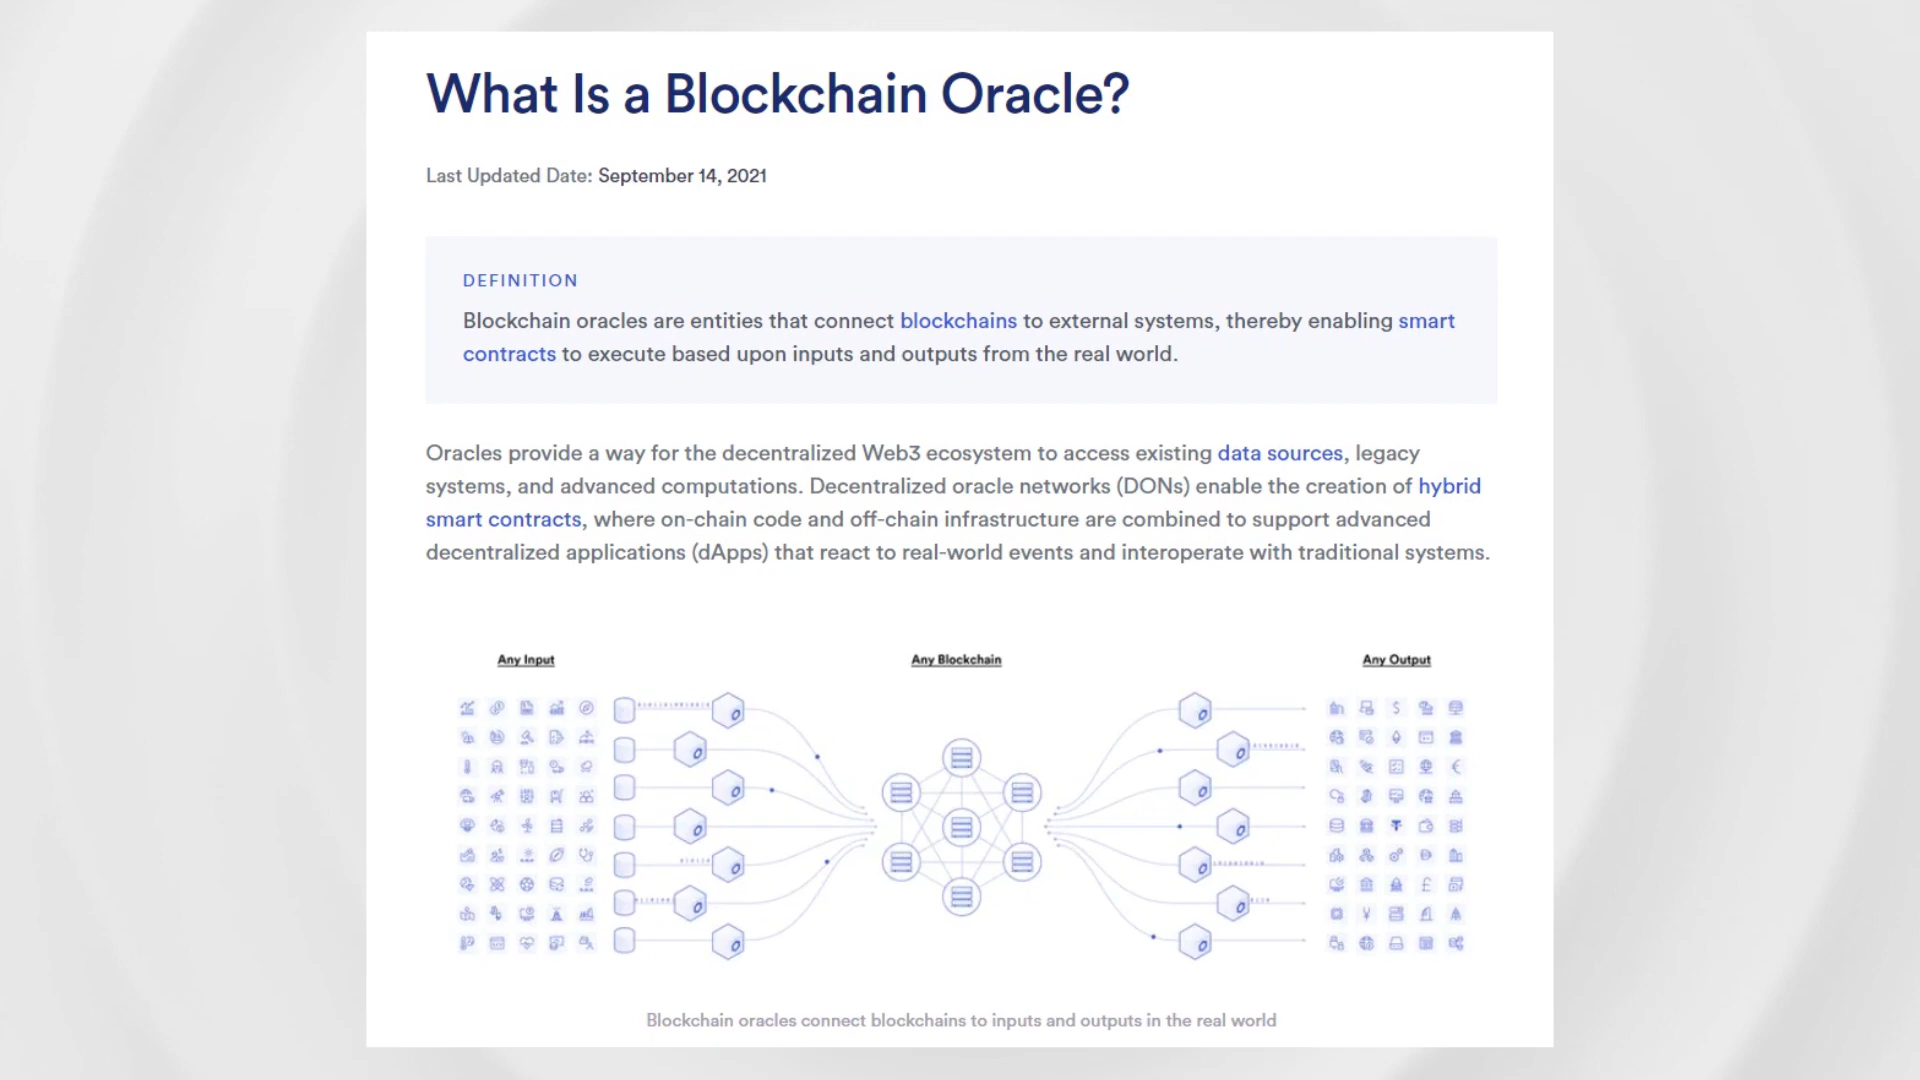 What Is a Blockchain Oracle?
Last Updated Date: September 14, 2021
DEFINITION
Blockchain oracles are entities that connect blockchains to external systems, thereby enabling smart
contracts to execute based upon inputs and outputs from the real world.
Oracles provide a way for the decentralized Web3 ecosystem to access existing data sources, legacy
systems, and advanced computations. Decentralized oracle networks (DONs) enable the creation of hybrid
smart contracts, where on-chain code and off-chain infrastructure are combined to support advanced
decentralized applications (dApps) that react to real-world events and interoperate with traditional systems.
Any Input
Any Blockchain
Any Output
Blockchain oracles connect blockchains to inputs and outputs in the real world